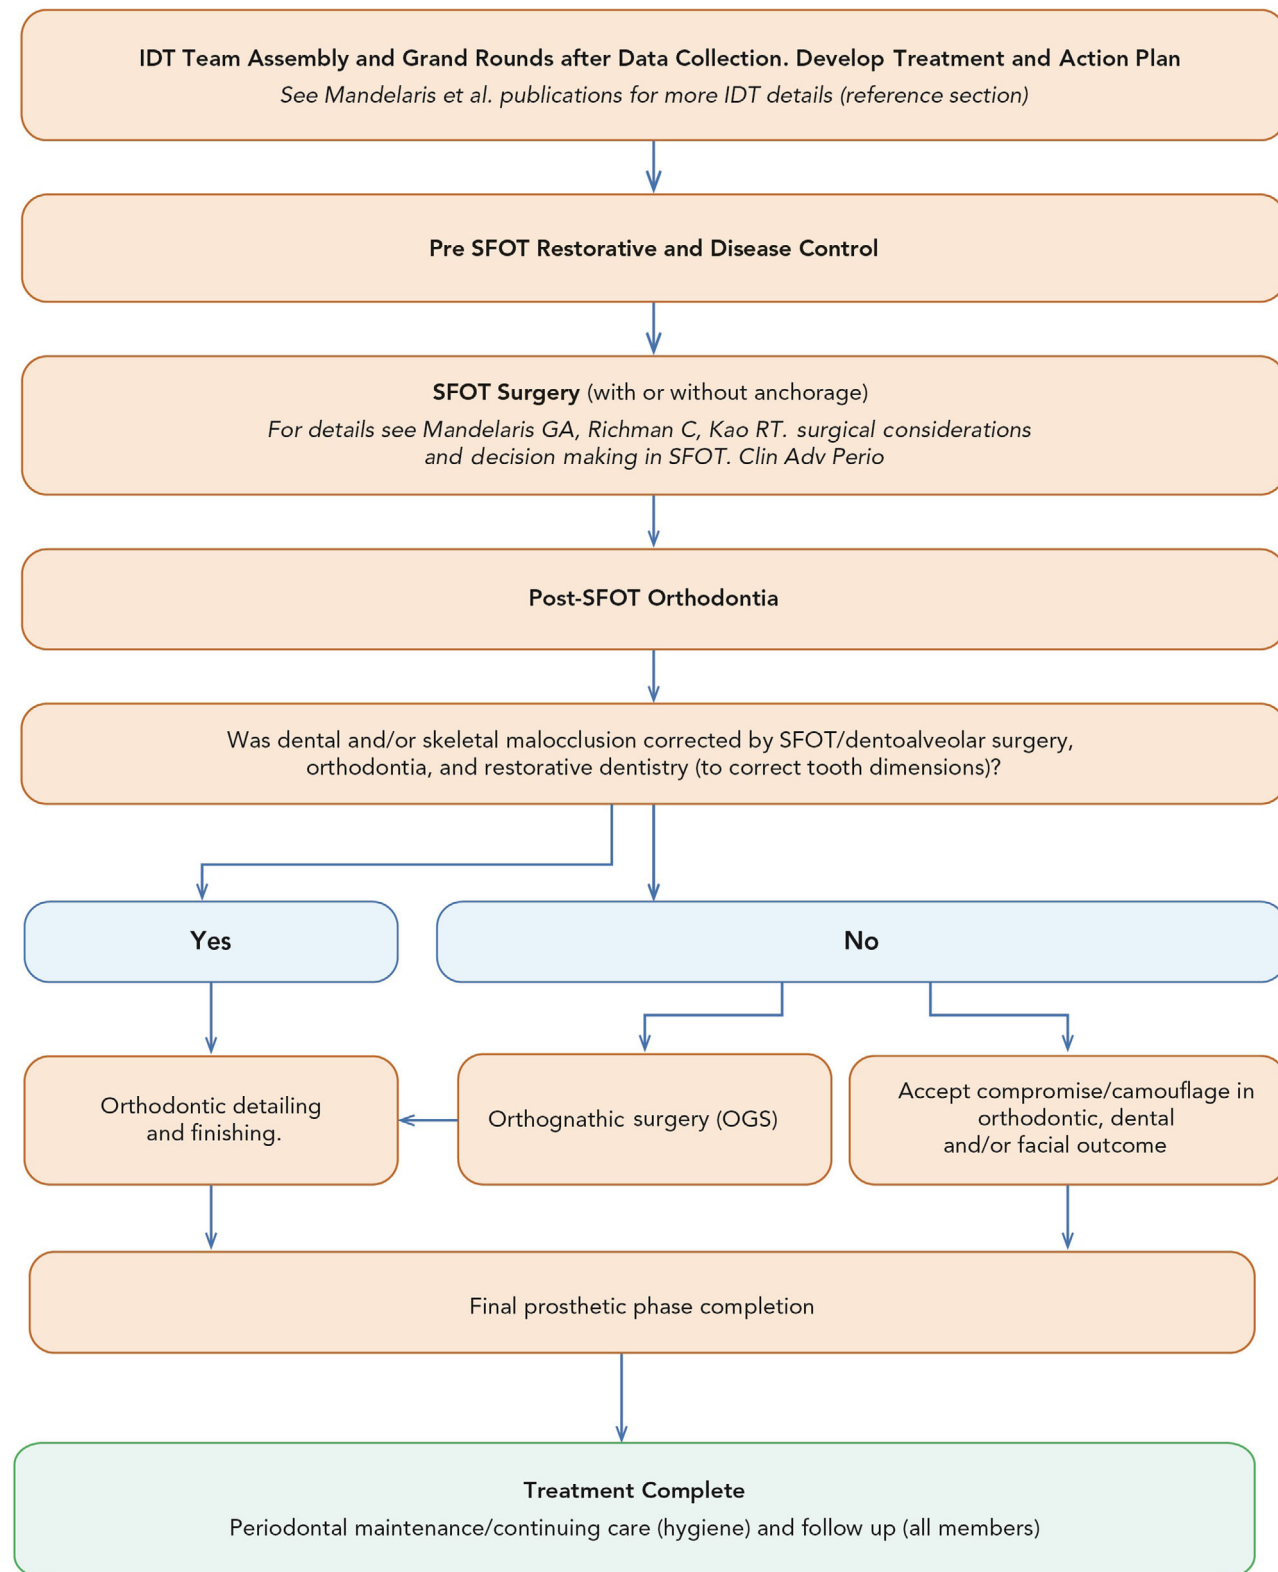 IDT Team Assembly and Grand Rounds after Data Collection. Develop Treatment and Action Plan
See Mandelaris et al. publications for more IDT details (reference section)
Pre SFOT Restorative and Disease Control
SFOT Surgery (with or without anchorage)
For details see Mandelaris GA, Richman C, Kao RT. surgical considerations
and decision making in SFOT. Clin Adv Perio
Post-SFOT Orthodontia
Was dental and/or skeletal malocclusion corrected by SFOT/dentoalveolar surgery,
orthodontia, and restorative dentistry (to correct tooth dimensions)?
Yes
No
Orthodontic detailing
and finishing.
Orthognathic surgery (OGS)
Accept compromise/camouflage in
orthodontic, dental
and/or facial outcome
Final prosthetic phase completion
Treatment Complete
Periodontal maintenance/continuing care (hygiene) and follow up (all members)